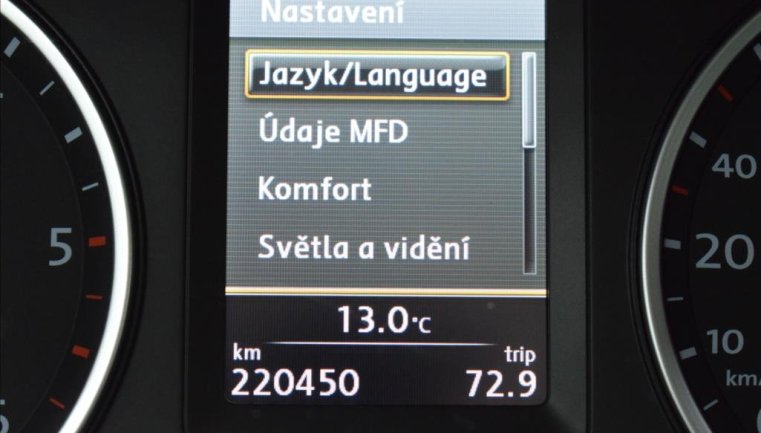 Nastavení
Jazyk/Language
Údaje MFD
Komfort
Světla a vidění
13.0°C
km trip
220450 72.9
5
40
20
10
km/